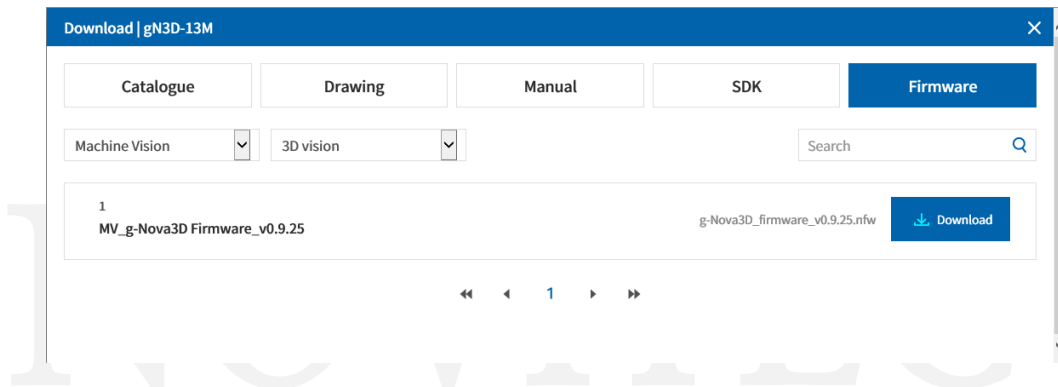 Download | gN3D-13M
Catalogue Drawing Manual SDK Firmware
Machine Vision 3D vision Search
1
MV_g-Nova3D Firmware_v0.9.25 g-Nova3D_firmware_v0.9.25.nfw Download
1